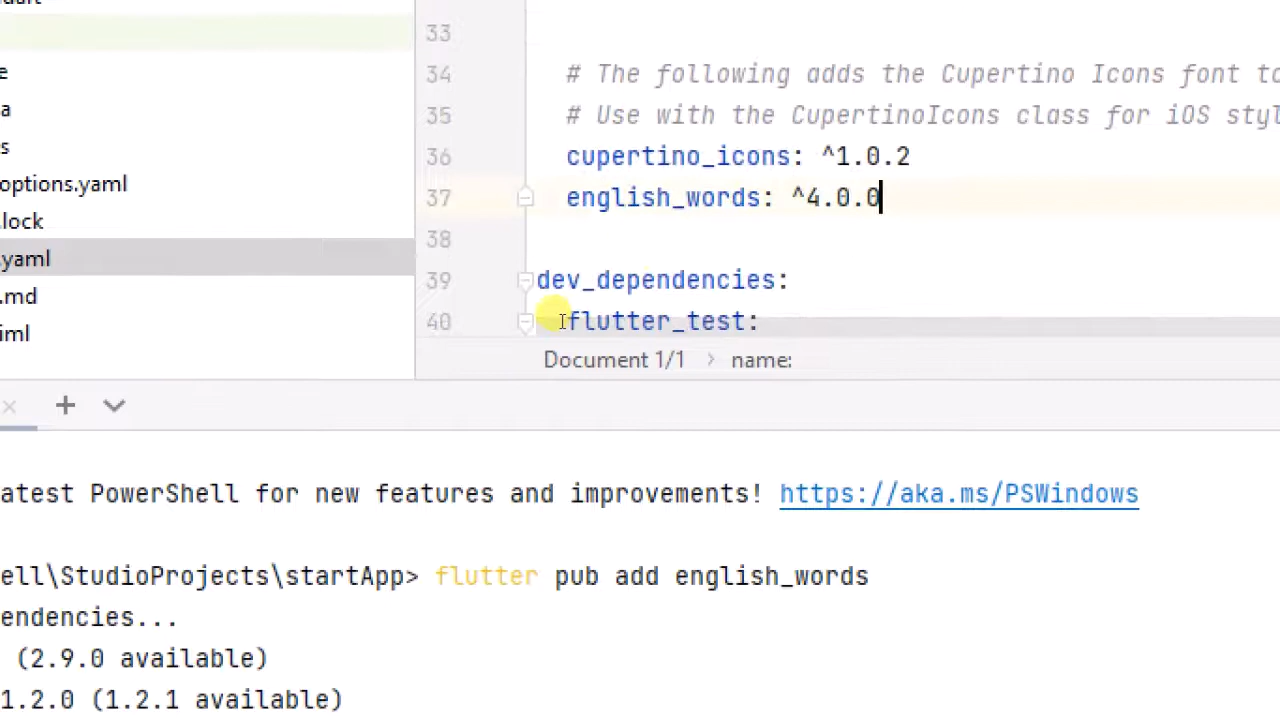 33
34 # The following adds the Cupertino Icons font to
35 # Use with the CupertinoIcons class for iOS styl
36 cupertino_icons: ^1.0.2
options.yaml
37 english_words: ^4.0.0
.lock
38
.yaml
39 dev_dependencies:
.md
40 flutter_test:
iml
Document 1/1 > name:
atest PowerShell for new features and improvements! https://aka.ms/PSWindows
ell\StudioProjects\startApp> flutter pub add english_words
endencies...
(2.9.0 available)
1.2.0 (1.2.1 available)